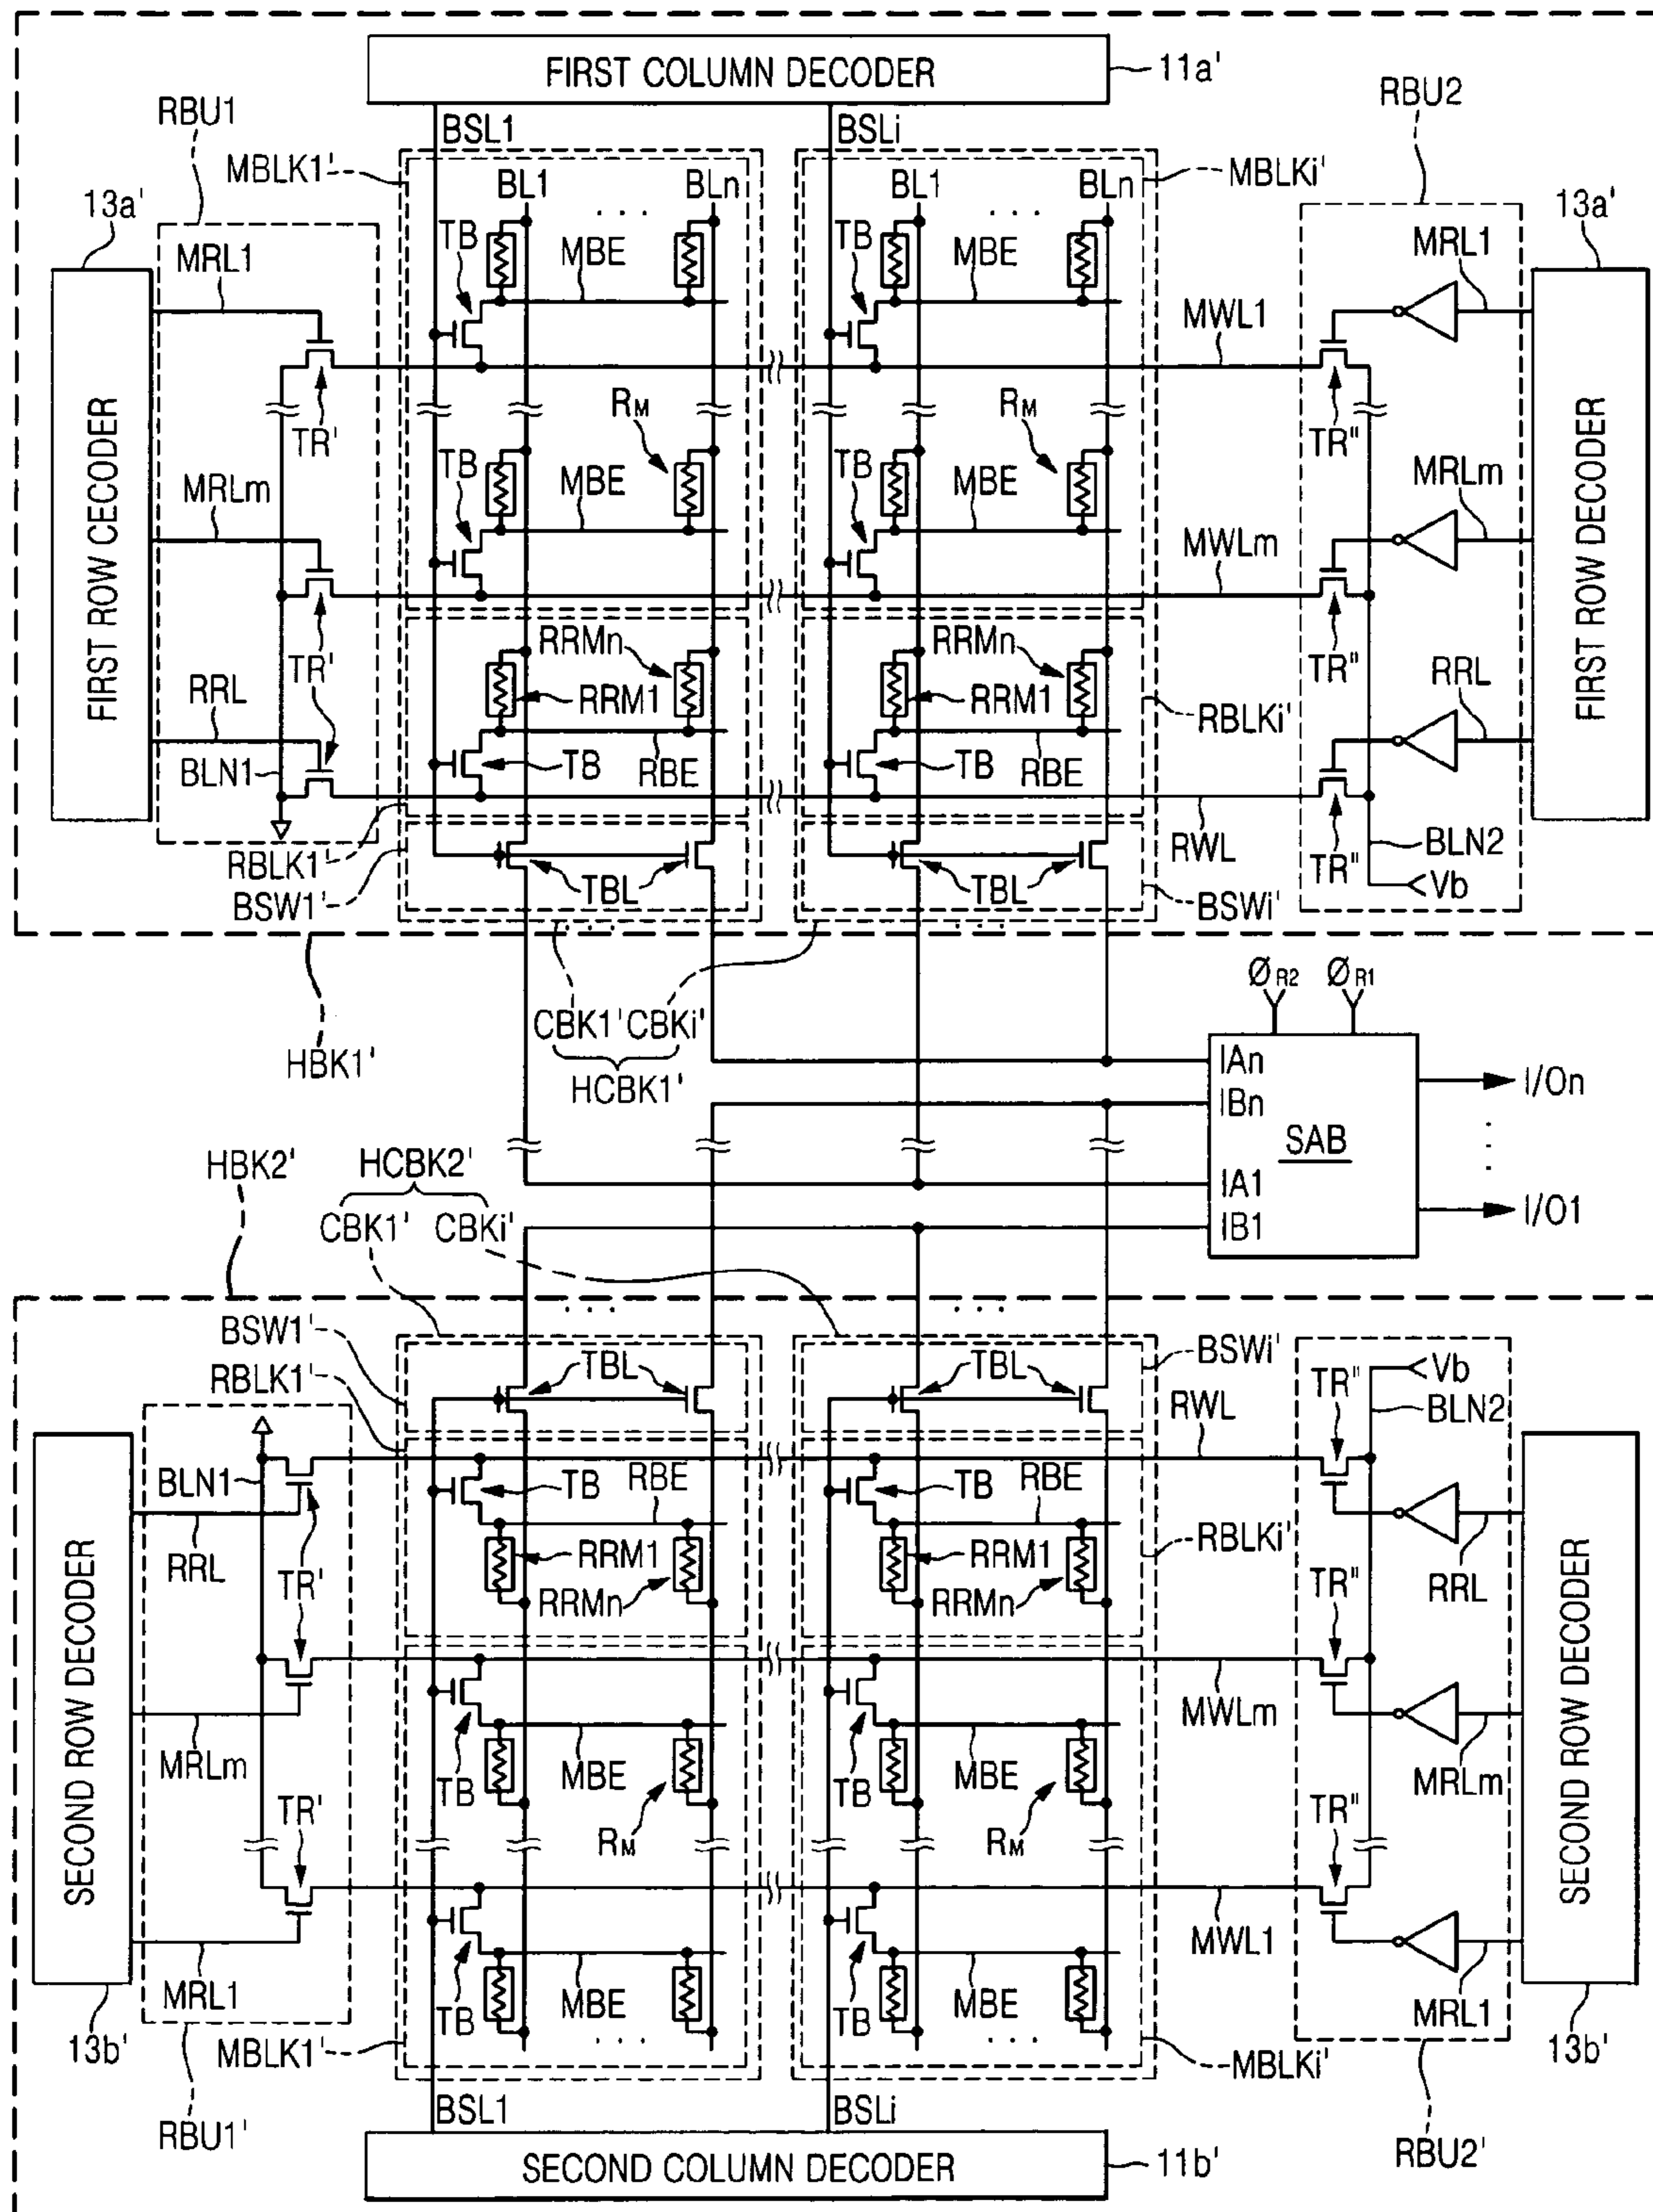 FIRST COLUMN DECODER
11a'
RBU1
RBU2
BSL1
BSLi
MBLK1'
BL1
BLn
BL1
BLn
MBLKi'
13a'
13a'
MRL1
TB
MBE
TB
MBE
MRL1
MWL1
FIRST ROW CECODER
FIRST ROW DECODER
TR'
RM
RM
TR"
MRLm
TB
MBE
TB
MBE
MRLm
MWLm
TR'
RRMn
RRMn
TR"
RRL
RRM1
RRM1
RRL
RBLKi'
BLN1
TB
RBE
TB
RBE
RBLK1'
RWL
TR"
BLN2
BSW1'
TBL
TBL
BSWi'
Vb
HBK1'
CBK1' CBKi'
HCBK1'
ØR2
ØR1
IAn
IBn
SAB
IA1
IB1
I/On
I/O1
HBK2'
HCBK2'
CBK1'
CBKi'
BSW1'
TBL
TBL
BSWi'
Vb
RBLK1'
TR"
RWL
BLN2
BLN1
TB
RBE
TB
RBE
RBLKi'
RRL
TR'
RRM1
RRM1
TR"
RRL
RRMn
RRMn
SECOND ROW DECODER
SECOND ROW DECODER
MWLm
MRLm
TB
MBE
TB
MBE
MRLm
TR'
RM
RM
TR"
MWL1
MRL1
TB
MBE
TB
MBE
MRL1
13b'
MBLK1'
MBLKi'
13b'
RBU1'
BSL1
BSLi
RBU2'
SECOND COLUMN DECODER
11b'